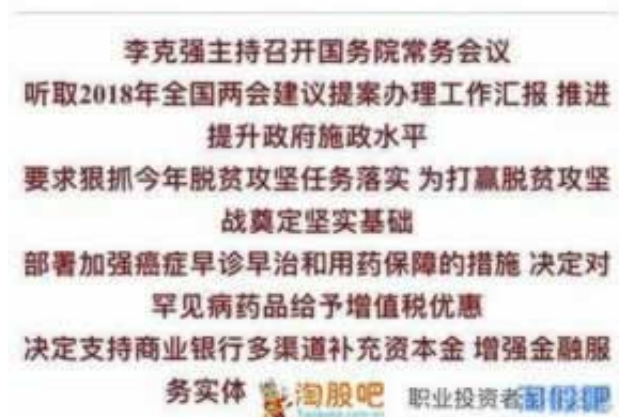 李克强主持召开国务院常务会议
听取2018年全国两会建议提案办理工作汇报 推进
提升政府施政水平
要求狠抓今年脱贫攻坚任务落实 为打赢脱贫攻坚
战奠定坚实基础
部署加强癌症早诊早治和用药保障的措施 决定对
罕见病药品给予增值税优惠
决定支持商业银行多渠道补充资本金 增强金融服
务实体 淘股吧 职业投资者